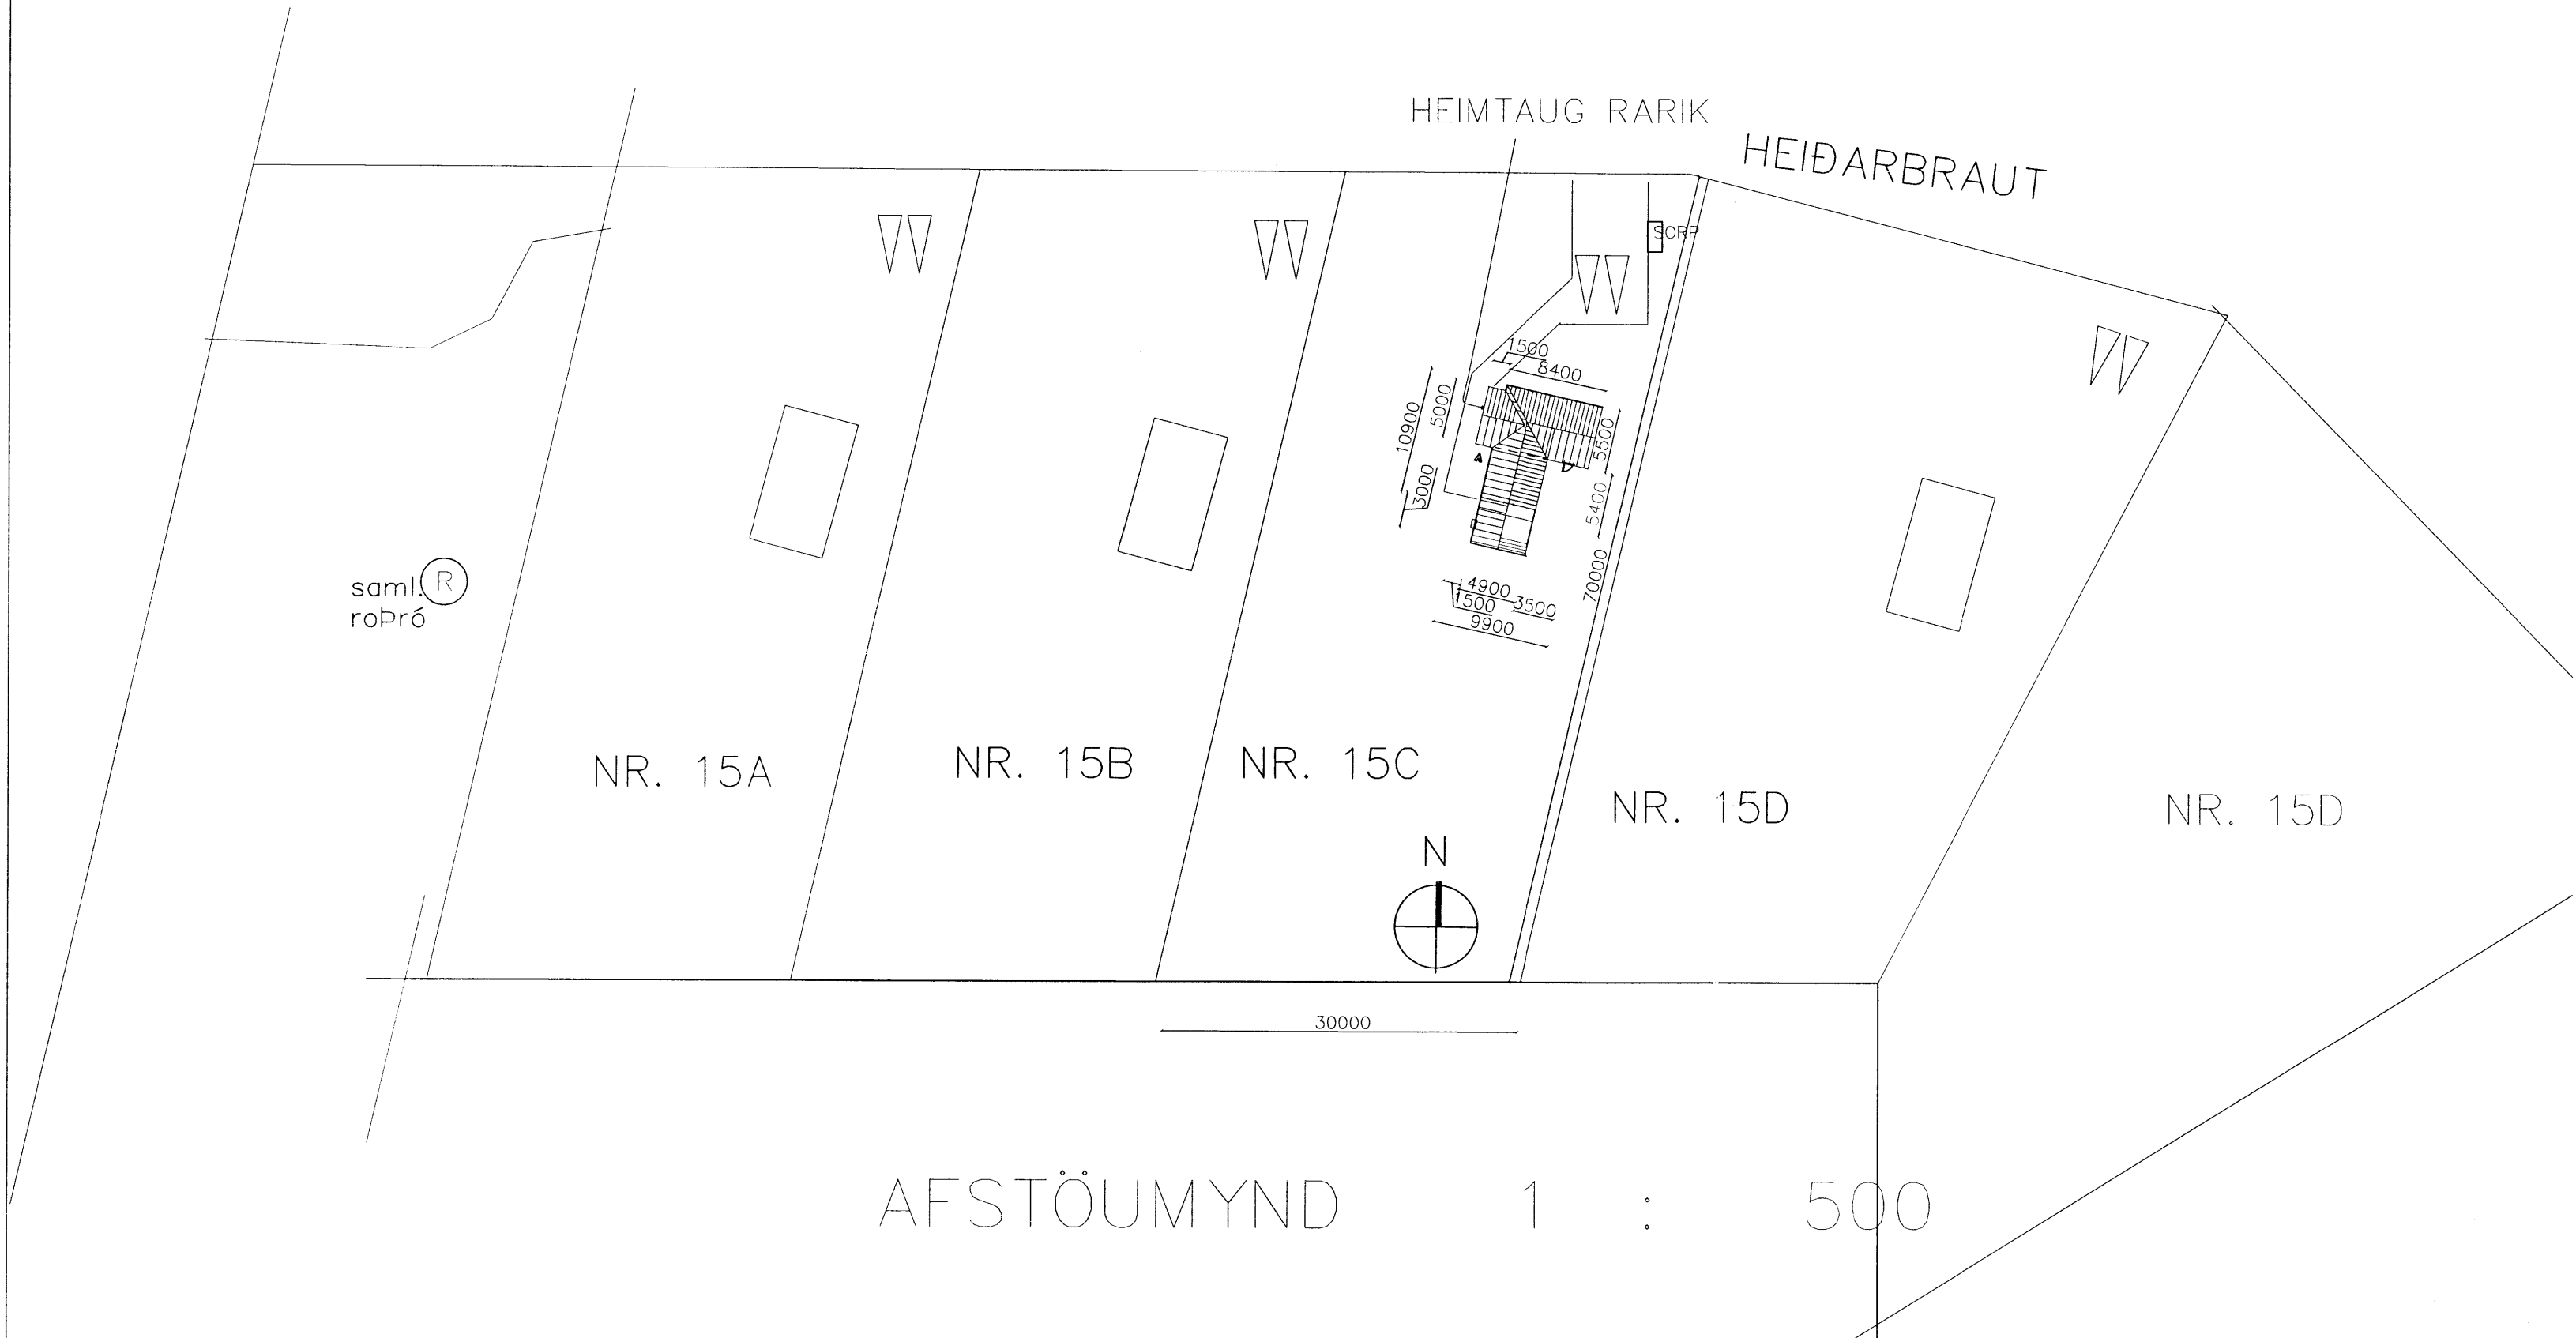 HEIMTAUG RARIK
HEIÐARBRAUT
SORP
1500
8400
10900
5000
5500
3000
5400
70000
saml. R
roÞró
4900
1500
3500
9900
A
NR. 15A
NR. 15B
NR. 15C
NR. 15D
NR. 15D
N
30000
AFSTÖUMYND 1 : 500